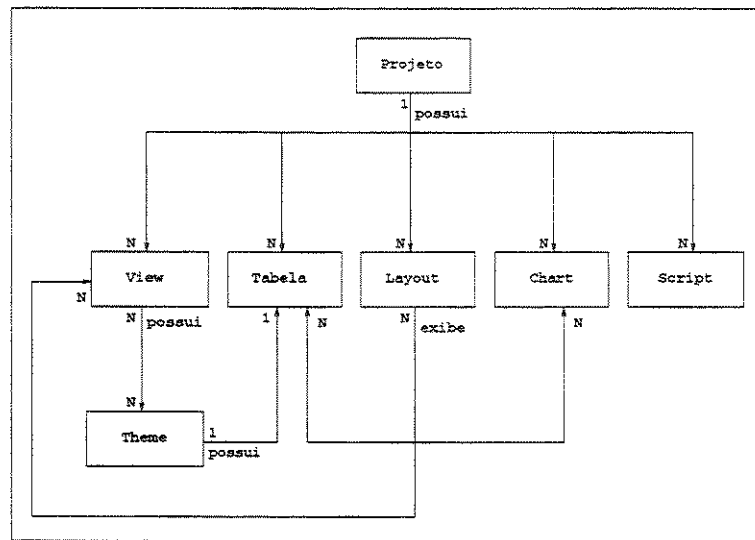 Projeto
1
possui
N N N N N
View Tabela Layout Chart Script
N
N possui
1 N
N exibe
N
N
Theme
1
possui